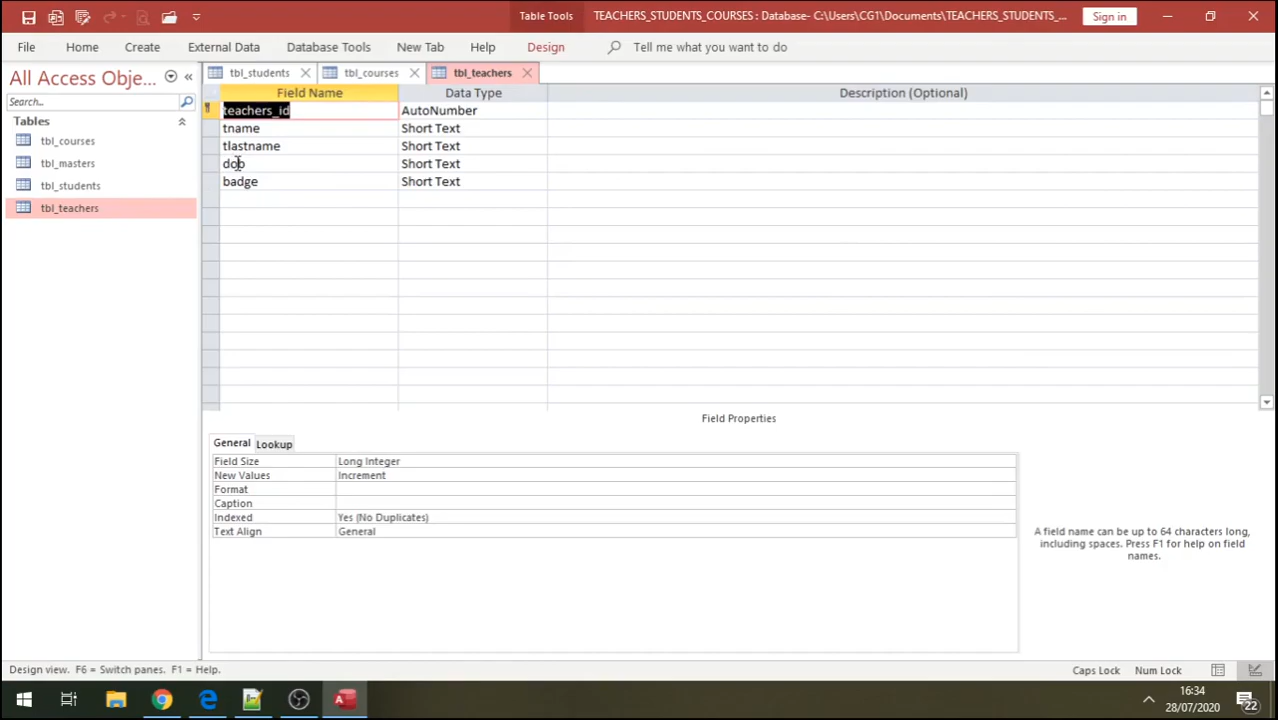 Table Tools
TEACHERS_STUDENTS_COURSES : Database- C:\Users\CG1\Documents\TEACHERS_STUDENTS_...
Sign in
File Home Create External Data Database Tools New Tab Help Design Tell me what you want to do
All Access Obje...
Search...
Tables
tbl_courses
tbl_masters
tbl_students
tbl_teachers
tbl_students tbl_courses tbl_teachers
Field Name Data Type Description (Optional)
teachers_id AutoNumber
tname Short Text
tlastname Short Text
dob Short Text
badge Short Text
Field Properties
General Lookup
Field Size Long Integer
New Values Increment
Format
Caption
Indexed Yes (No Duplicates)
Text Align General
A field name can be up to 64 characters long,
including spaces. Press F1 for help on field
names.
Design view. F6 = Switch panes. F1 = Help.
Caps Lock Num Lock
16:34
28/07/2020
22